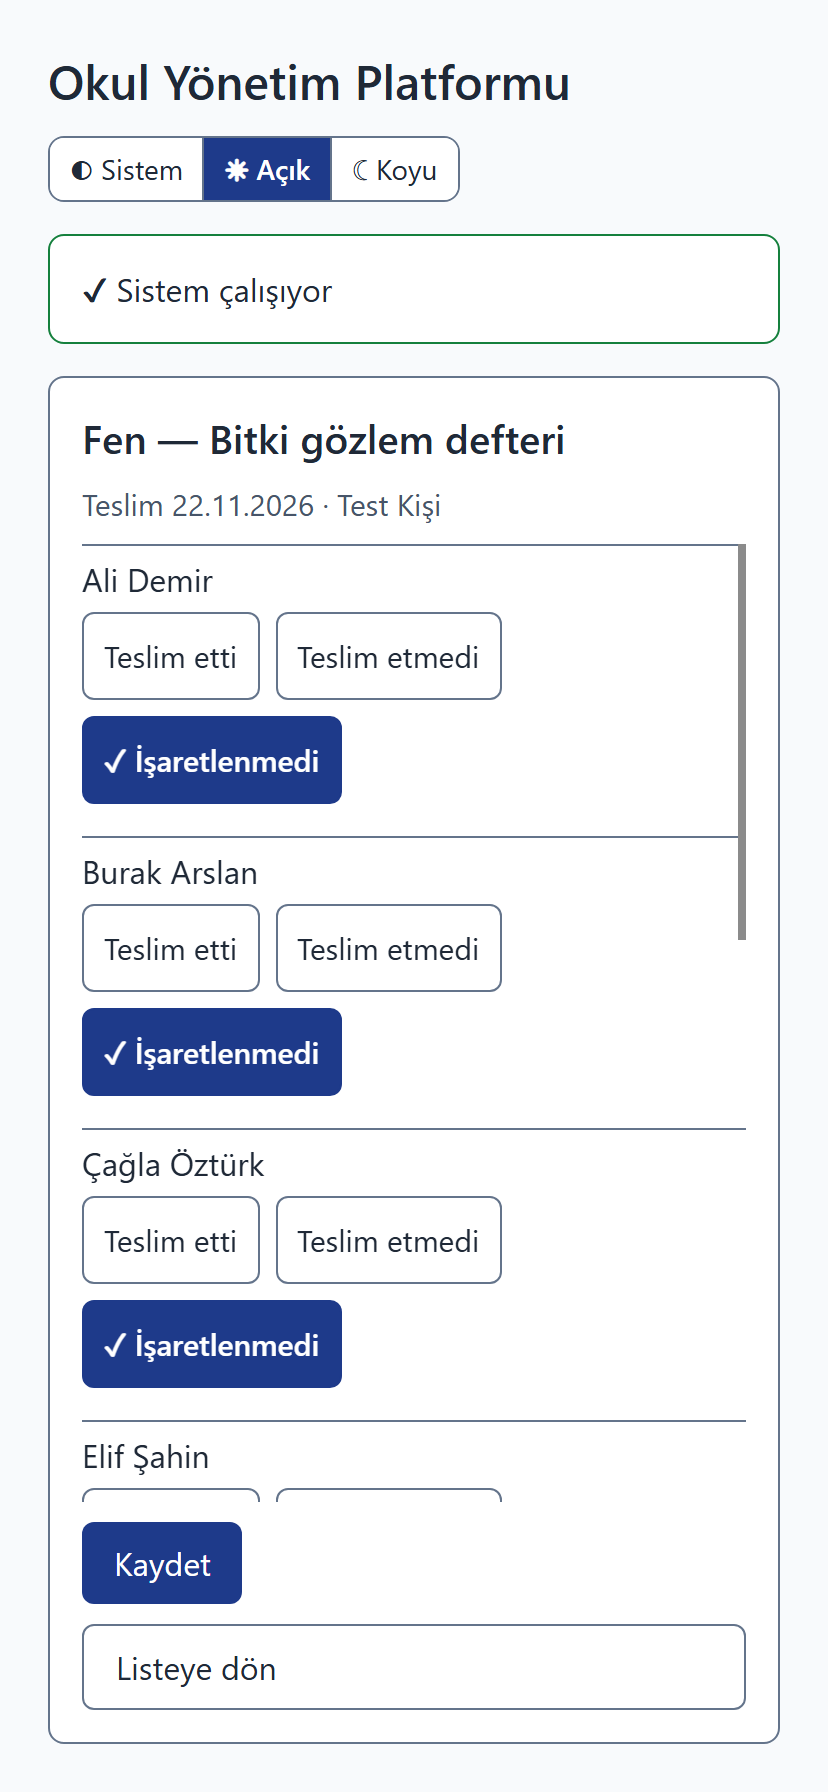 Okul Yönetim Platformu
◐ Sistem ✱ Açık ☾ Koyu
✓ Sistem çalışıyor
Fen — Bitki gözlem defteri
Teslim 22.11.2026 · Test Kişi
Ali Demir
Teslim etti Teslim etmedi
✓ İşaretlenmedi
Burak Arslan
Teslim etti Teslim etmedi
✓ İşaretlenmedi
Çağla Öztürk
Teslim etti Teslim etmedi
✓ İşaretlenmedi
Elif Şahin
Kaydet
Listeye dön